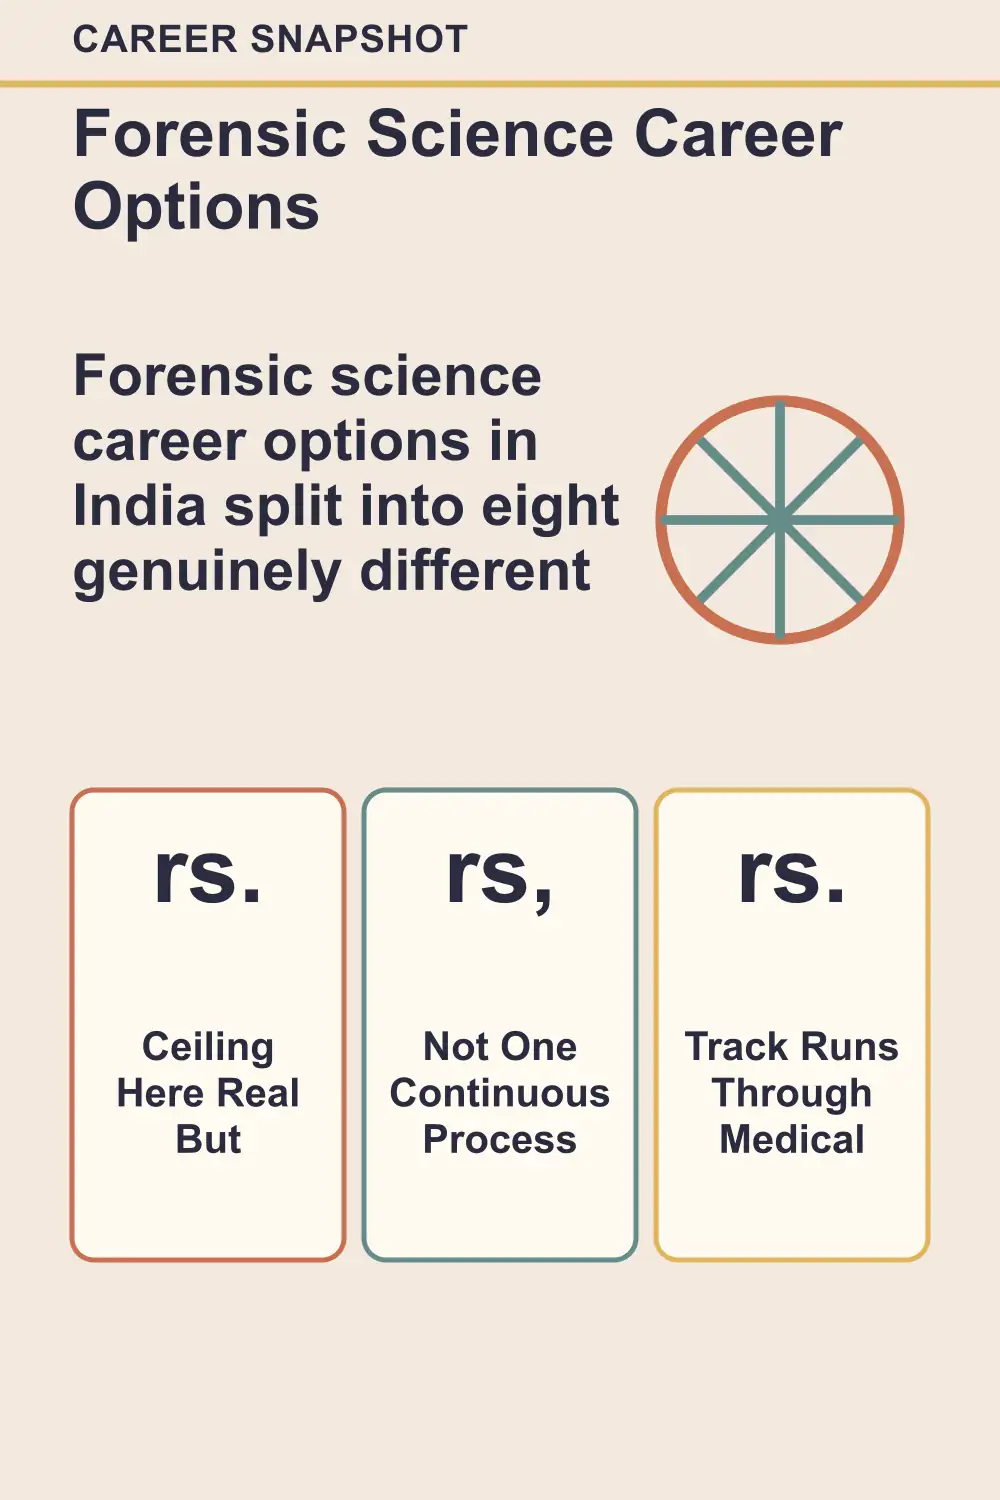 CAREER SNAPSHOT
Forensic Science Career
Options
Forensic science
career options in
India split into eight
genuinely different
rs.
Ceiling
Here Real
But
rs,
Not One
Continuous
Process
rs.
Track Runs
Through
Medical